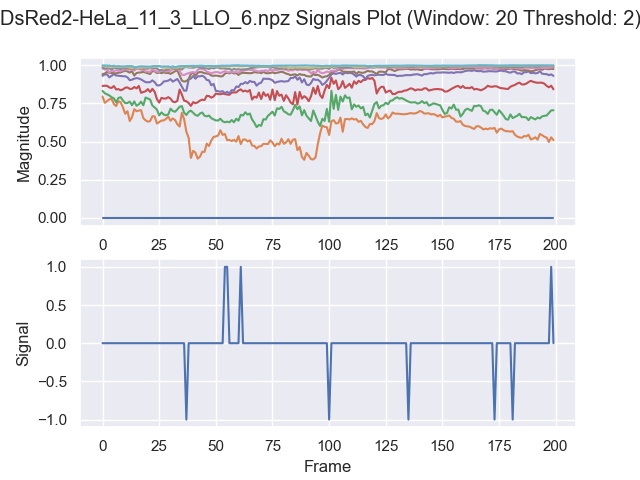 DsRed2-HeLa_11_3_LLO_6.npz Signals Plot (Window: 20 Threshold: 2)
Magnitude
1.00
0.75
0.50
0.25
0.00
0 25 50 75 100 125 150 175 200
Signal
1.0
0.5
0.0
−0.5
−1.0
0 25 50 75 100 125 150 175 200
Frame